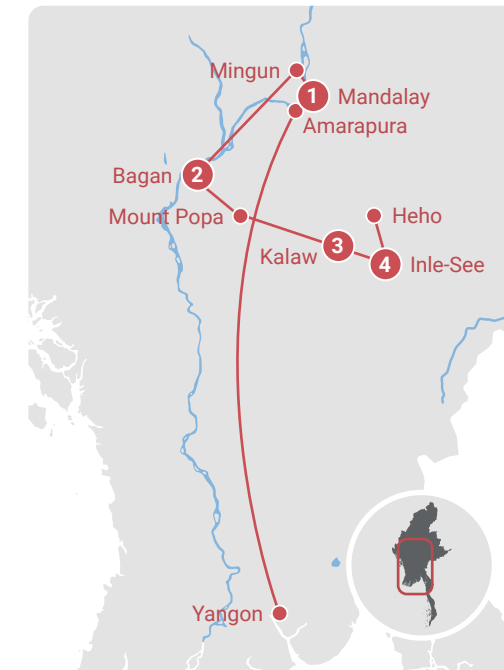 Mingun
1
Mandalay
Amarapura
Bagan
2
Mount Popa
Heho
Kalaw
3
4
Inle-See
Yangon